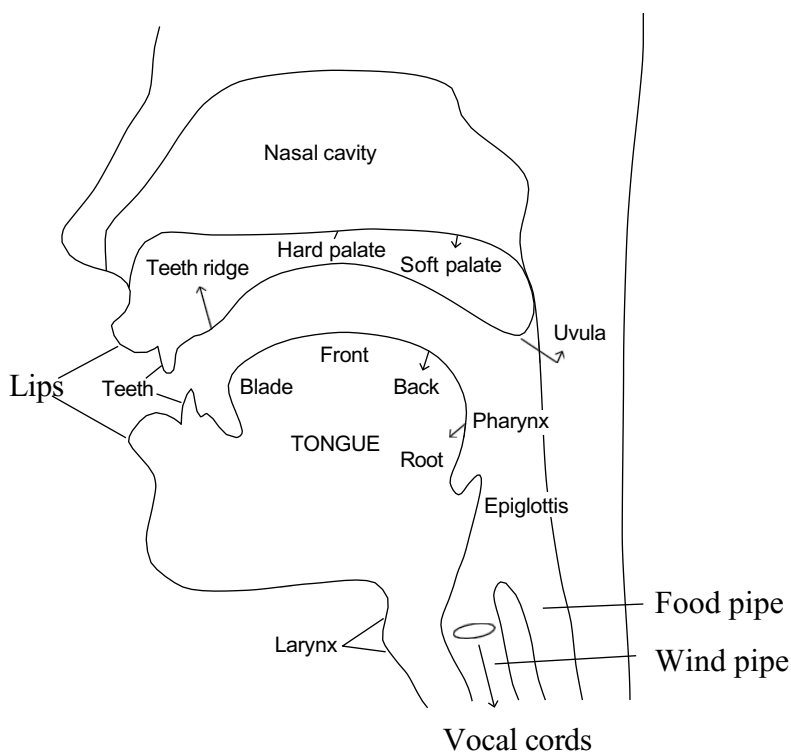 Nasal cavity
Hard palate
Soft palate
Teeth ridge
Uvula
Front
Lips
Teeth
Blade
Back
Pharynx
TONGUE
Root
Epiglottis
Food pipe
Larynx
Wind pipe
Vocal cords